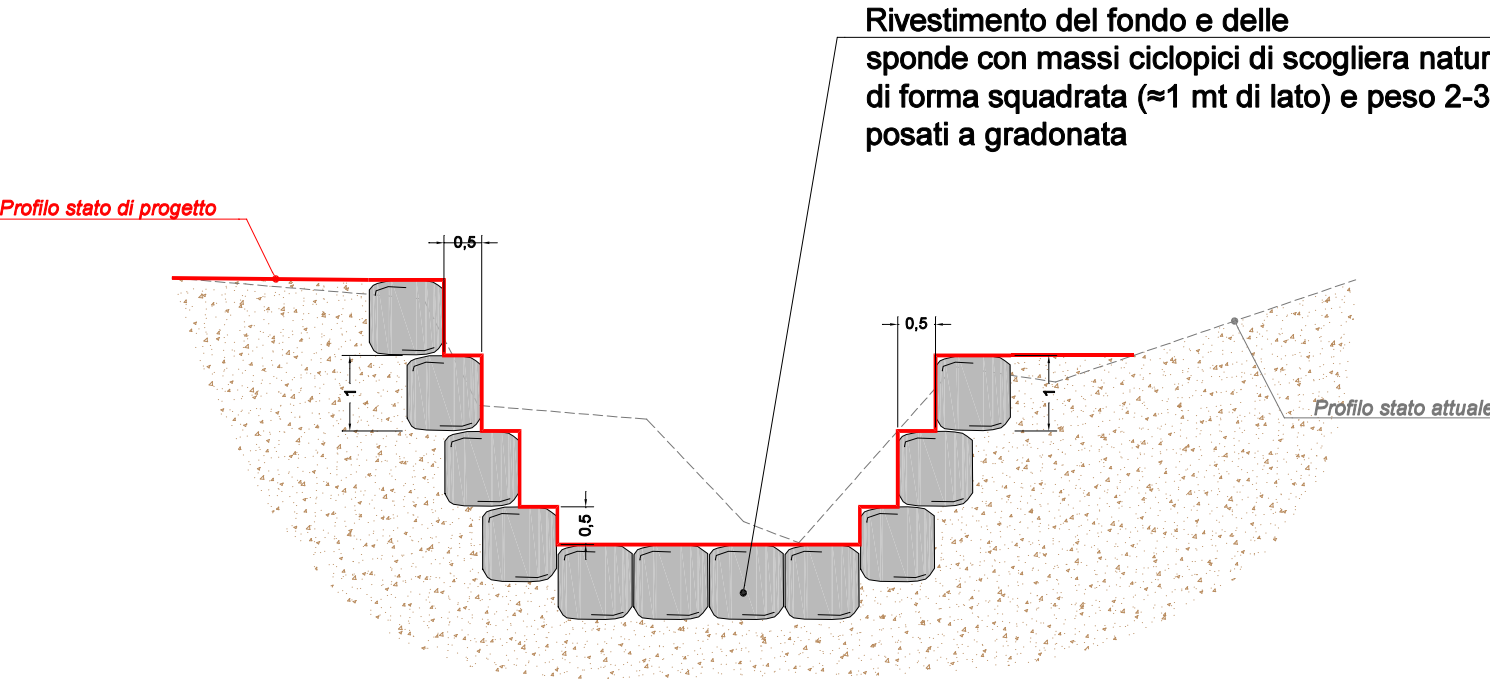 Rivestimento del fondo e delle
sponde con massi ciclopici di scogliera natur
di forma squadrata (≈1 mt di lato) e peso 2-3
posati a gradonata
Profilo stato di progetto
0,5
0,5
1
1
Profilo stato attuale
0,5